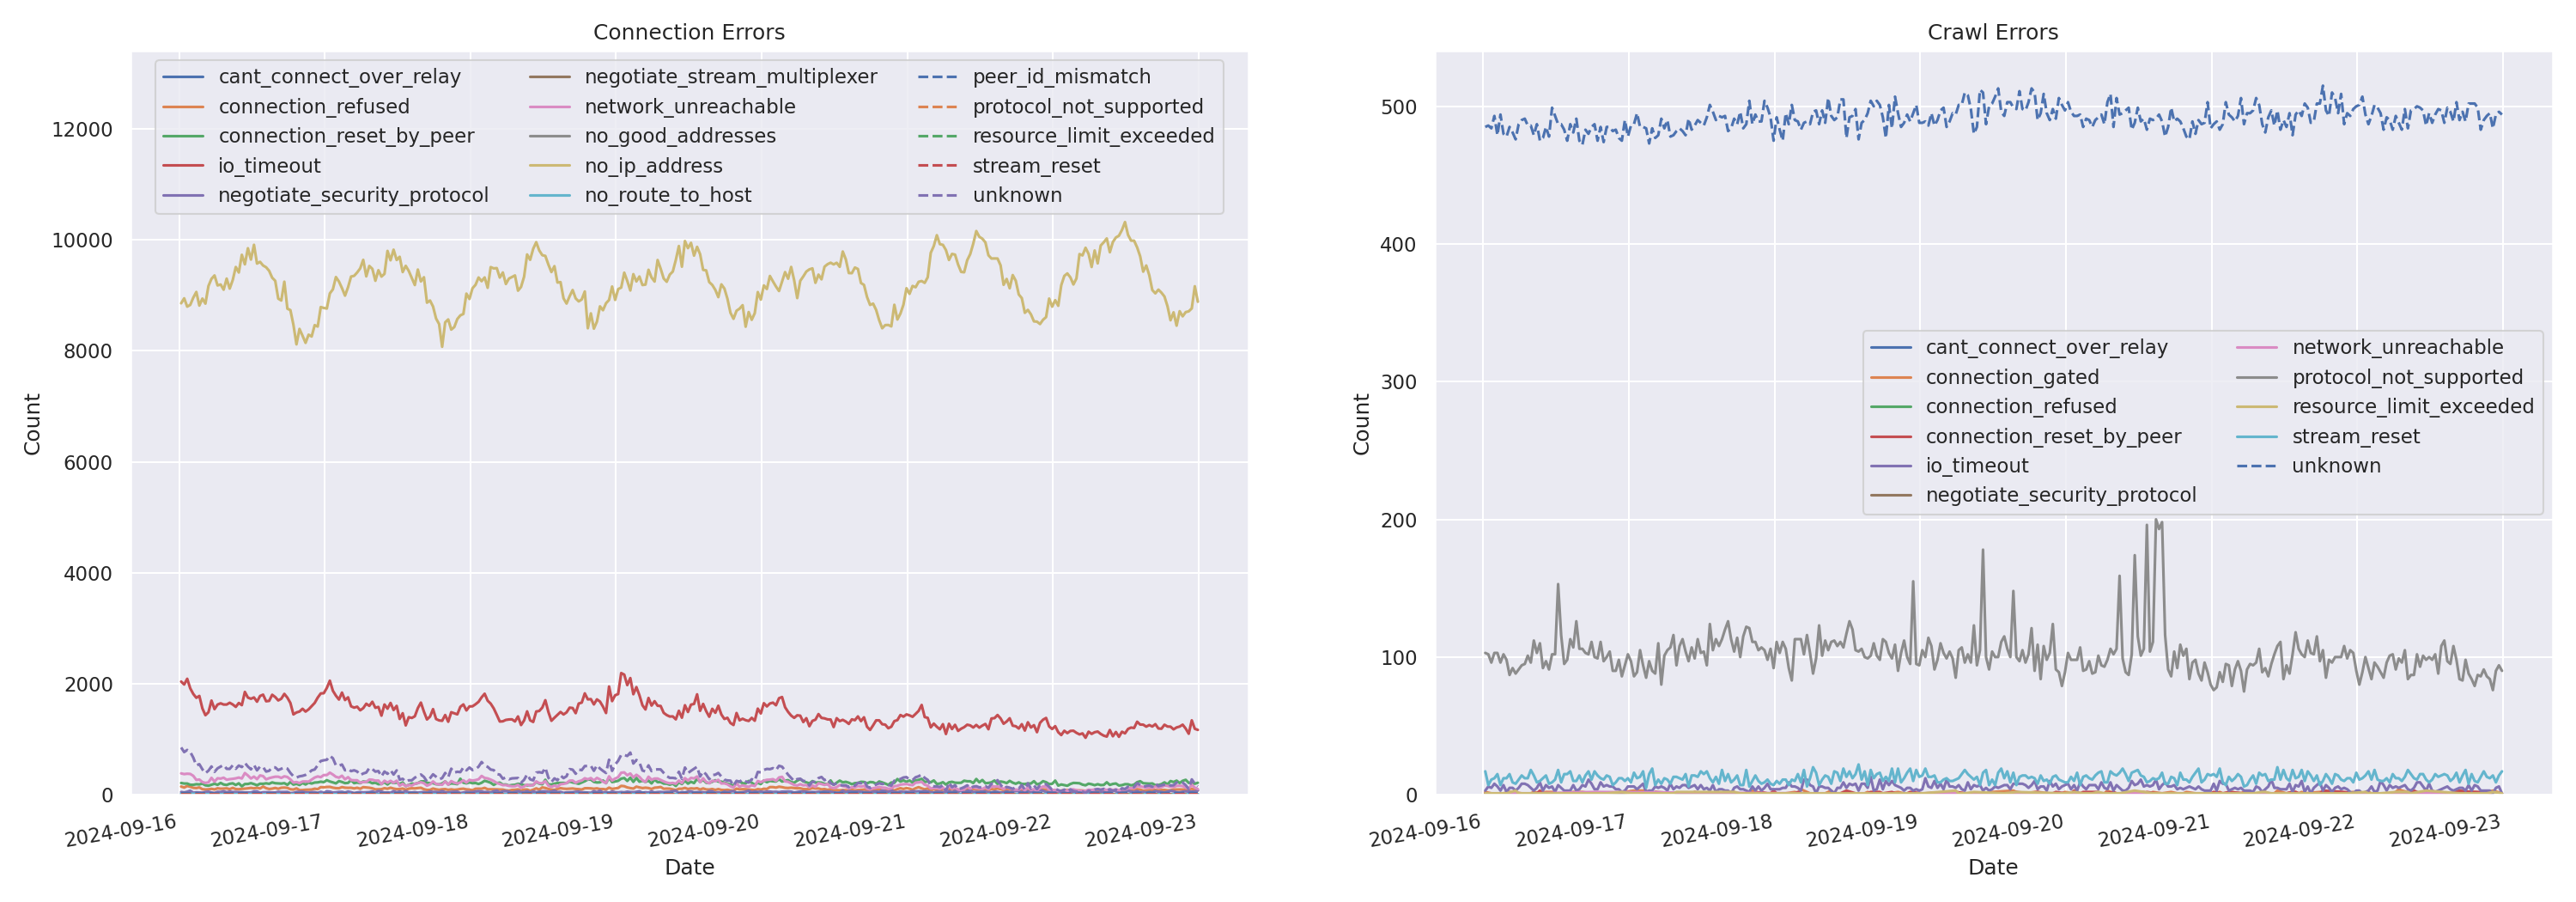 Connection Errors
cant_connect_over_relay
connection_refused
connection_reset_by_peer
io_timeout
negotiate_security_protocol
negotiate_stream_multiplexer
network_unreachable
no_good_addresses
no_ip_address
no_route_to_host
peer_id_mismatch
protocol_not_supported
resource_limit_exceeded
stream_reset
unknown
12000
10000
8000
6000
4000
2000
0
Count
2024-09-16
2024-09-17
2024-09-18
2024-09-19
2024-09-20
2024-09-21
2024-09-22
2024-09-23
Date
Crawl Errors
500
400
300
200
100
0
Count
cant_connect_over_relay
connection_gated
connection_refused
connection_reset_by_peer
io_timeout
negotiate_security_protocol
network_unreachable
protocol_not_supported
resource_limit_exceeded
stream_reset
unknown
2024-09-16
2024-09-17
2024-09-18
2024-09-19
2024-09-20
2024-09-21
2024-09-22
2024-09-23
Date